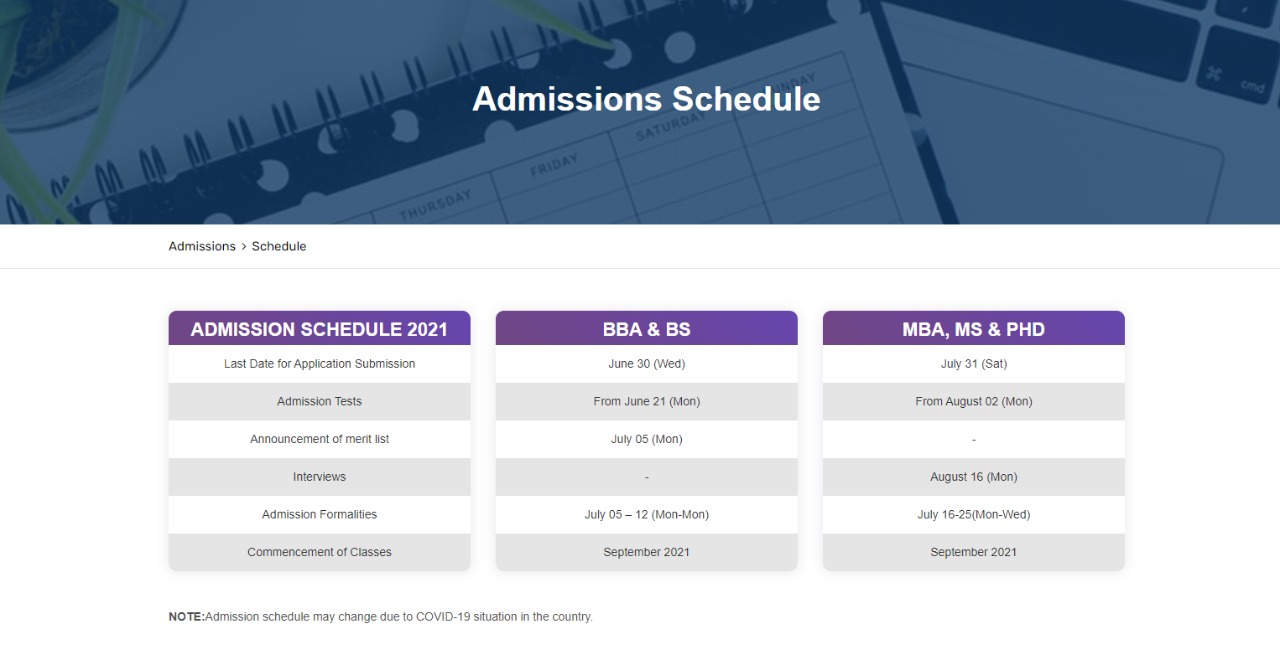 Admissions Schedule
THURSDAY
FRIDAY
SATURDAY
cmd
Admissions > Schedule
ADMISSION SCHEDULE 2021 BBA & BS MBA, MS & PHD
Last Date for Application Submission June 30 (Wed) July 31 (Sat)
Admission Tests From June 21 (Mon) From August 02 (Mon)
Announcement of merit list July 05 (Mon) -
Interviews - August 16 (Mon)
Admission Formalities July 05 – 12 (Mon-Mon) July 16-25(Mon-Wed)
Commencement of Classes September 2021 September 2021
NOTE:Admission schedule may change due to COVID-19 situation in the country.